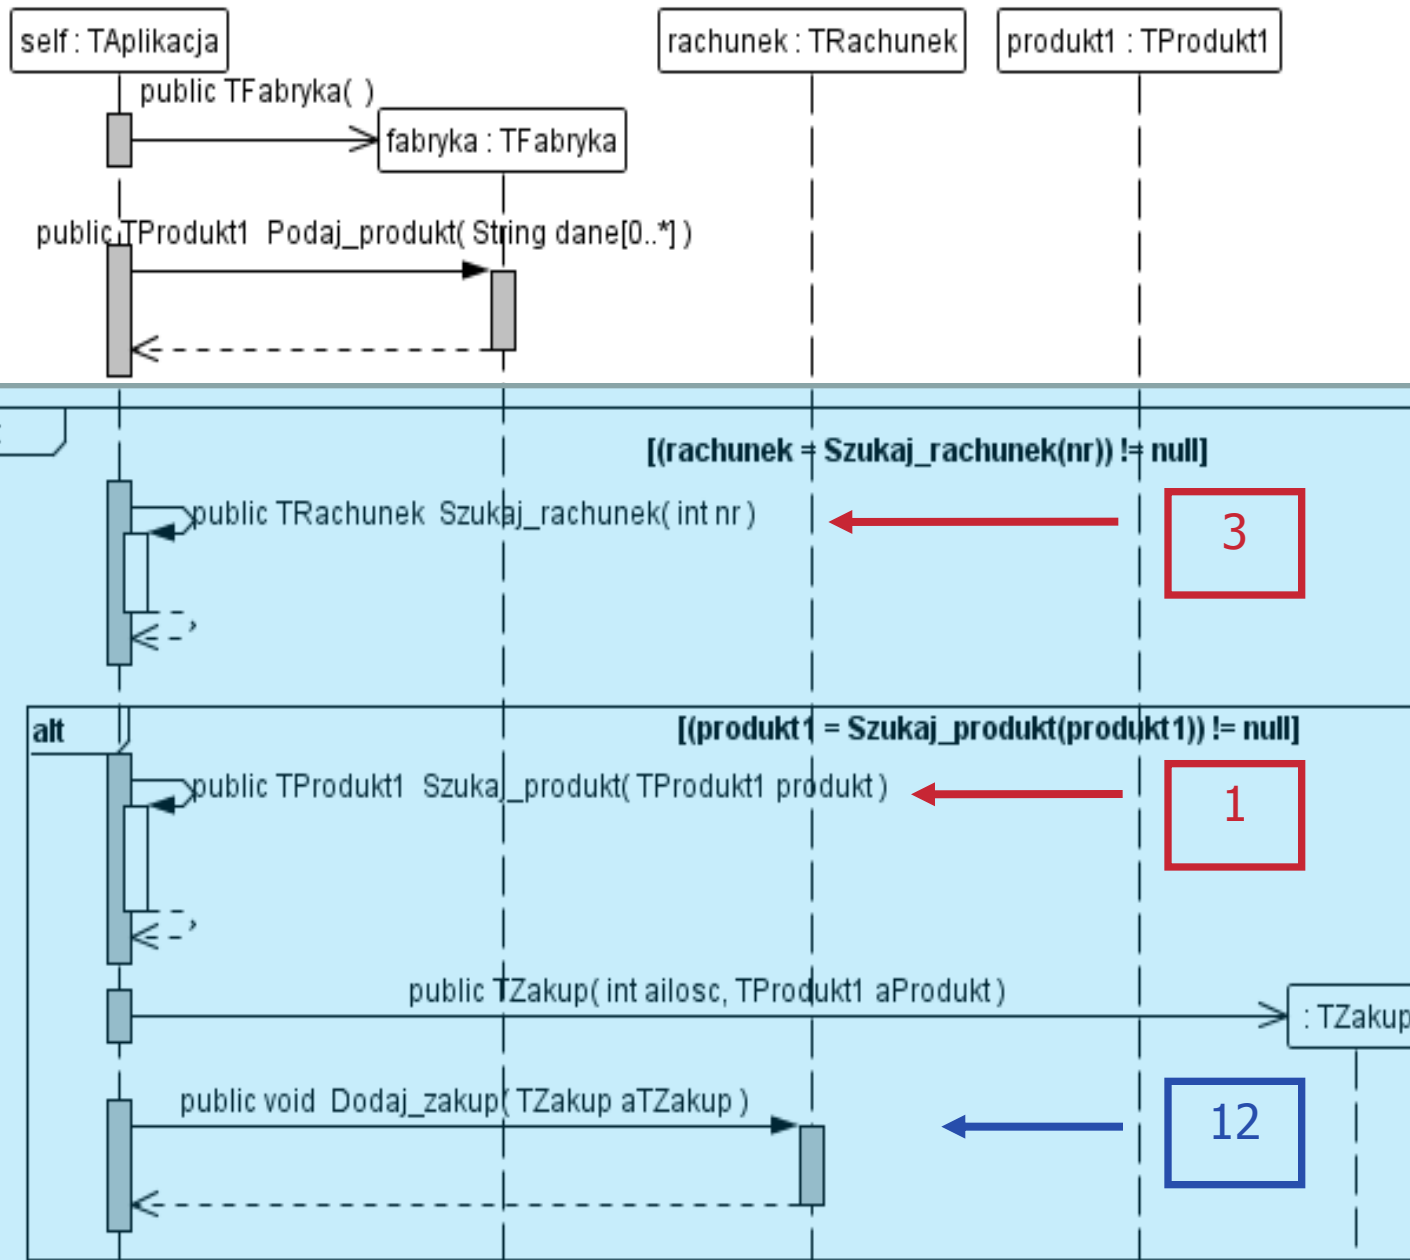 self : TAplikacja
rachunek : TRachunek
produkt1 : TProdukt1
public TFabryka( )
fabryka : TFabryka
public TProdukt1 Podaj_produkt( String dane[0..*] )
[(rachunek = Szukaj_rachunek(nr)) != null]
public TRachunek Szukaj_rachunek( int nr )
3
alt
[(produkt1 = Szukaj_produkt(produkt1)) != null]
public TProdukt1 Szukaj_produkt( TProdukt1 produkt )
1
public TZakup( int ailosc, TProdukt1 aProdukt )
: TZakup
public void Dodaj_zakup( TZakup aTZakup )
12